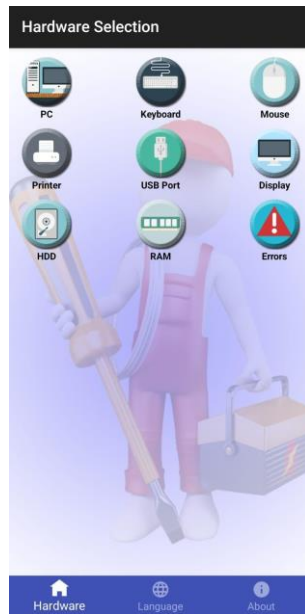 Hardware Selection
PC Keyboard Mouse
Printer USB Port Display
HDD RAM Errors
Hardware Language About